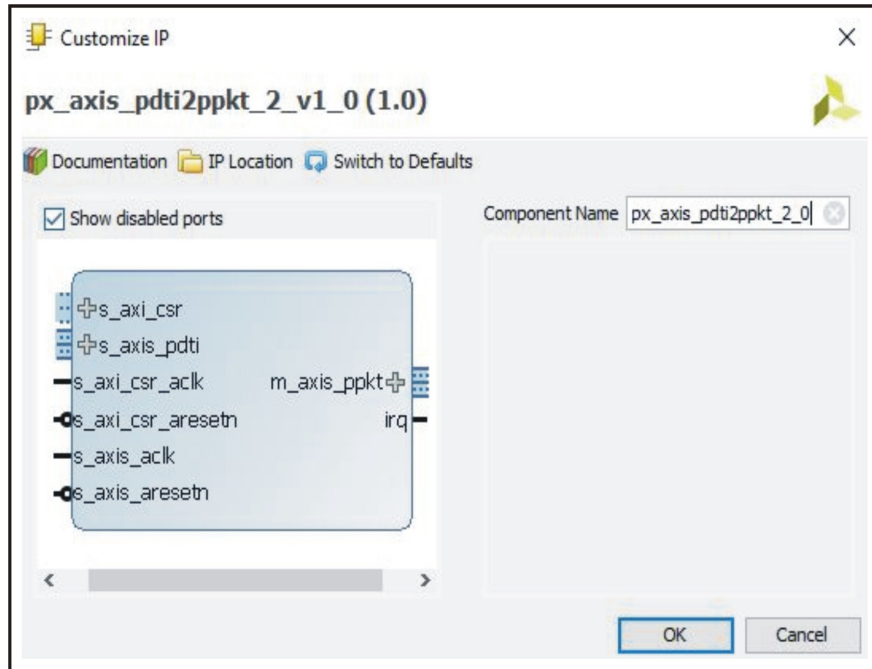 Customize IP
px_axis_pdti2ppkt_2_v1_0 (1.0)
Documentation IP Location Switch to Defaults
Show disabled ports
Component Name px_axis_pdti2ppkt_2_0
s_axi_csr
s_axis_pdti
s_axi_csr_aclk
m_axis_ppkt
s_axi_csr_aresetn
irq
s_axis_aclk
s_axis_aresetn
OK
Cancel